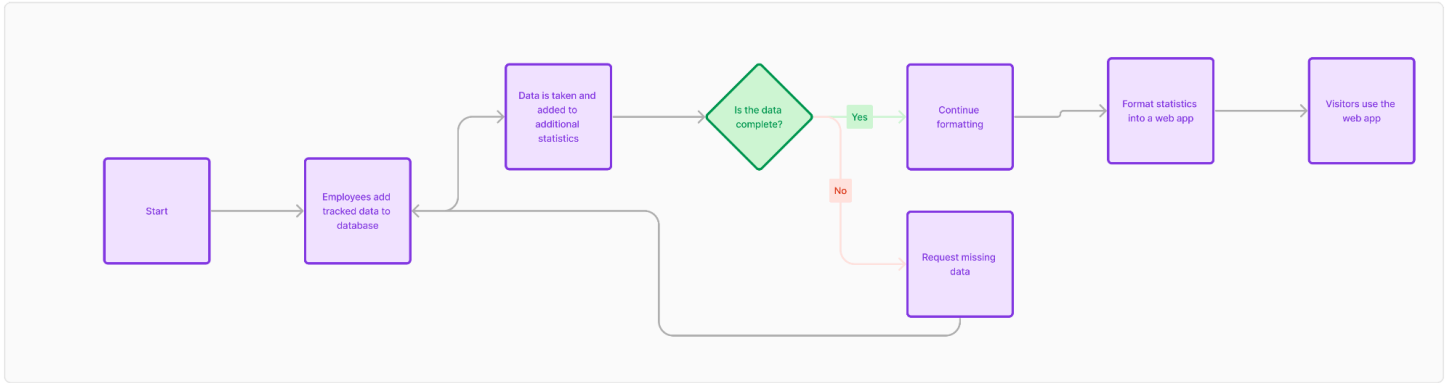 Start
Employees add
tracked data to
database
Data is taken and
added to
additional
statistics
Is the data
complete?
Yes
No
Continue
formatting
Request missing
data
Format statistics
into a web app
Visitors use the
web app